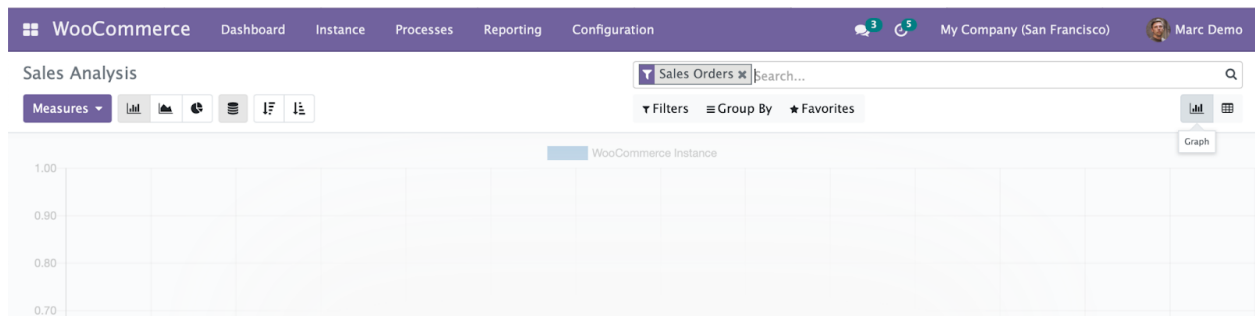 WooCommerce Dashboard Instance Processes Reporting Configuration 3 5 My Company (San Francisco) Marc Demo
Sales Analysis
Sales Orders × Search...
Measures
Filters Group By Favorites
Graph
WooCommerce Instance
1.00
0.90
0.80
0.70